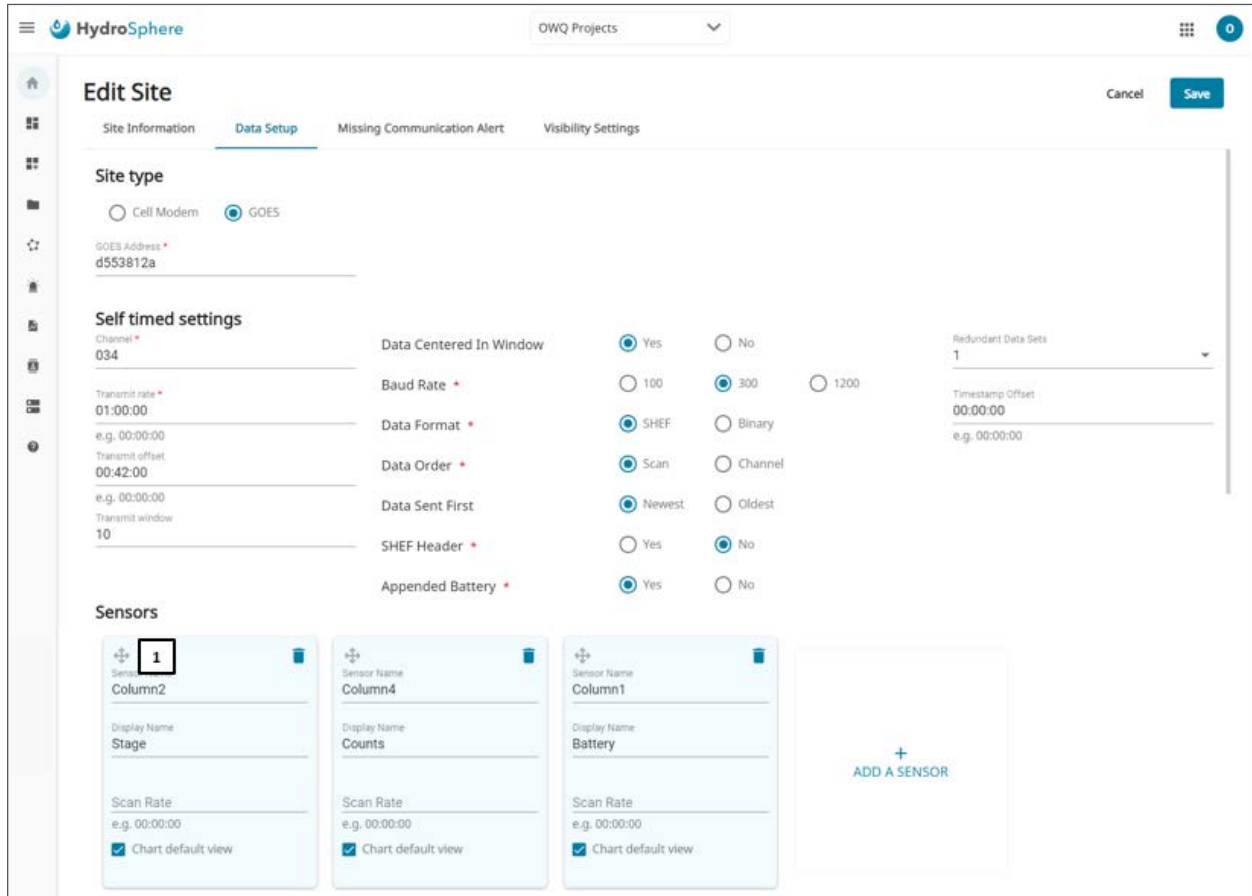 HydroSphere
OWQ Projects
O
Edit Site
Cancel
Save
Site Information
Data Setup
Missing Communication Alert
Visibility Settings
Site type
Cell Modem
GOES
GOES Address *
d553812a
Self timed settings
Channel *
034
Transmit rate *
01:00:00
e.g. 00:00:00
Transmit offset
00:42:00
e.g. 00:00:00
Transmit window
10
Data Centered In Window Yes No
Baud Rate * 100 300 1200
Data Format * SHEF Binary
Data Order * Scan Channel
Data Sent First Newest Oldest
SHEF Header * Yes No
Appended Battery * Yes No
Redundant Data Sets
1
Timestamp Offset
00:00:00
e.g. 00:00:00
Sensors
1
Sensor Name
Column2
Display Name
Stage
Scan Rate
e.g. 00:00:00
Chart default view
Sensor Name
Column4
Display Name
Counts
Scan Rate
e.g. 00:00:00
Chart default view
Sensor Name
Column1
Display Name
Battery
Scan Rate
e.g. 00:00:00
Chart default view
+
ADD A SENSOR